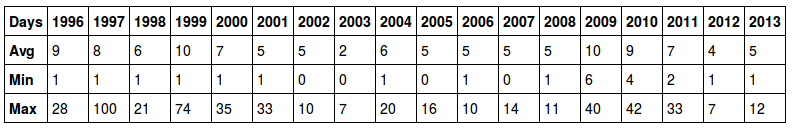 Days 1996 1997 1998 1999 2000 2001 2002 2003 2004 2005 2006 2007 2008 2009 2010 2011 2012 2013
Avg 9 8 6 10 7 5 5 2 6 5 5 5 5 10 9 7 4 5
Min 1 1 1 1 1 1 0 0 1 0 1 0 1 6 4 2 1 1
Max 28 100 21 74 35 33 10 7 20 16 10 14 11 40 42 33 7 12